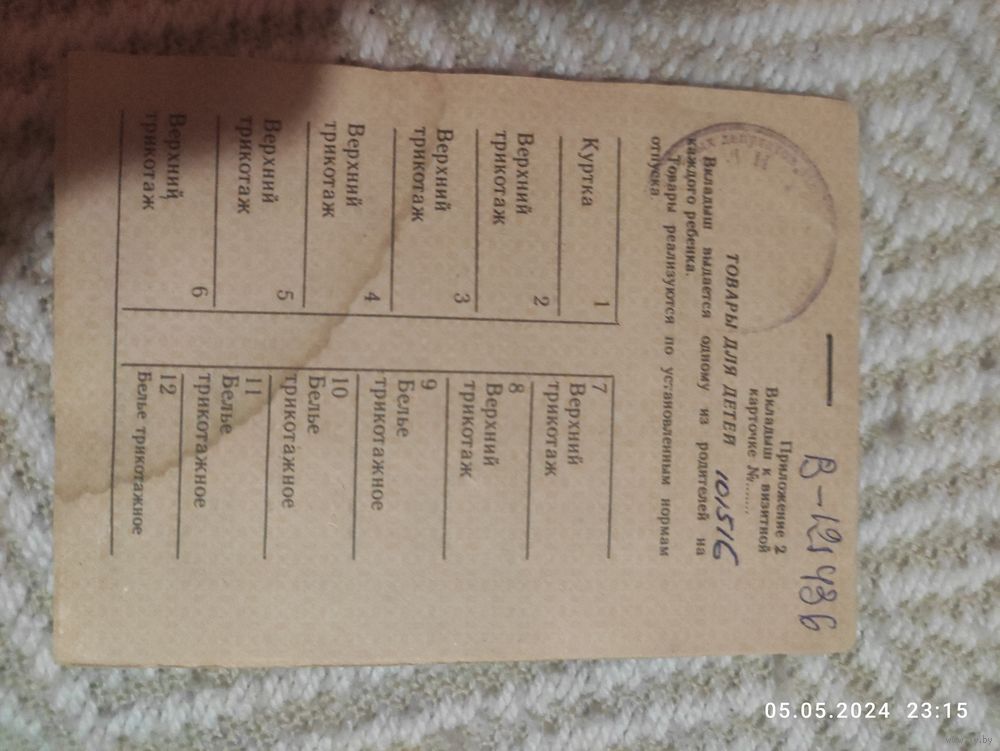 В-12943б
Приложение 2
Вкладыш к визитной
карточке №.......
ТОВАРЫ ДЛЯ ДЕТЕЙ 101516
Вкладыш выдается одному из родителей на
каждого ребенка.
Товары реализуются по установленным нормам
отпуска.
Куртка
1
Верхний
трикотаж
2
Верхний
трикотаж
3
Верхний
трикотаж
4
Верхний
трикотаж
5
Верхний
трикотаж
6
7
Верхний
трикотаж
8
Верхний
трикотаж
9
Белье
трикотажное
10
Белье
трикотажное
11
Белье
трикотажное
12
Белье трикотажное
05.05.2024 23:15